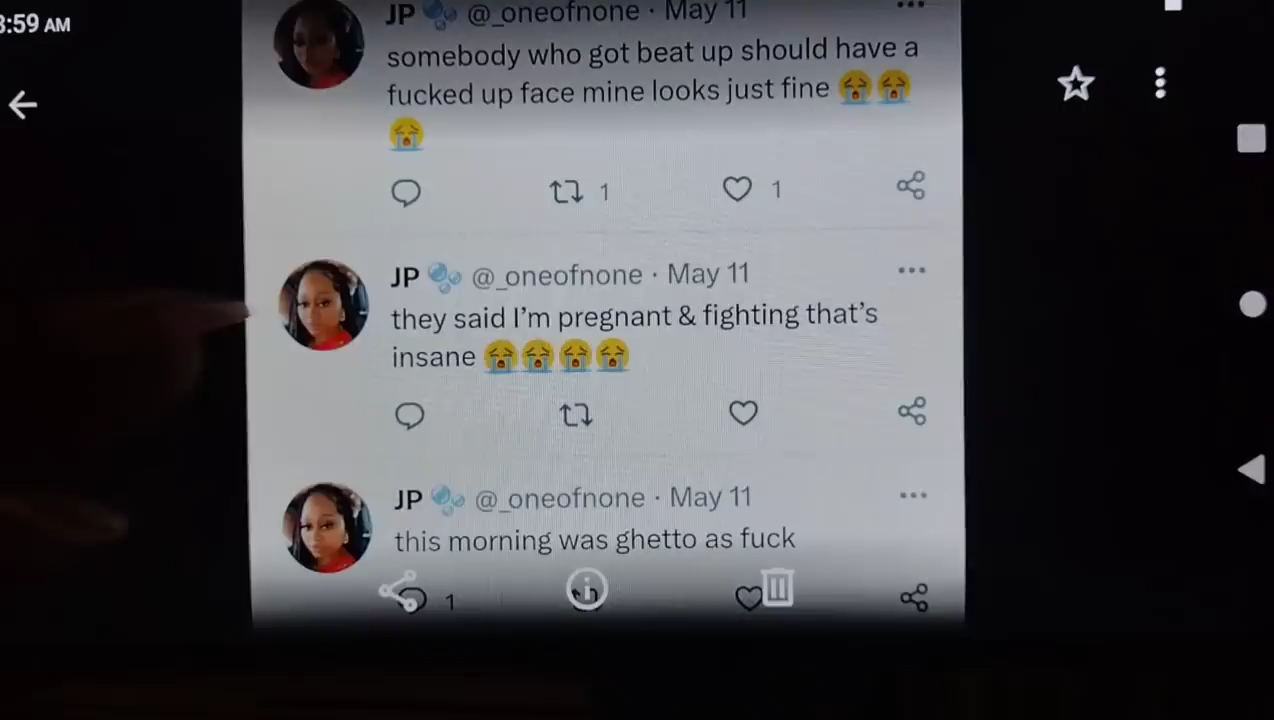 3:59 AM
JP @_oneofnone · May 11
somebody who got beat up should have a
fucked up face mine looks just fine 😭😭
😭
1 1
JP 🫧 @_oneofnone · May 11
they said I'm pregnant & fighting that's
insane 😭😭😭😭
JP 🫧 @_oneofnone · May 11
this morning was ghetto as fuck
1